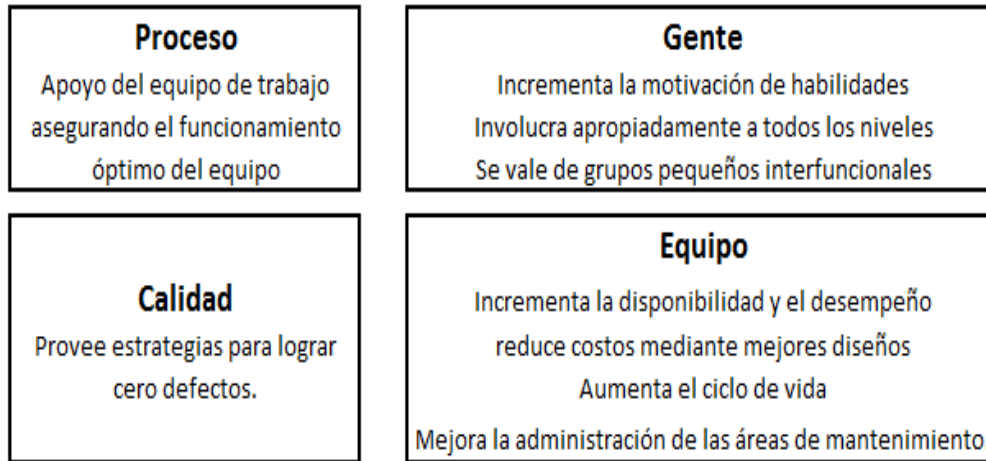 Proceso
Apoyo del equipo de trabajo
asegurando el funcionamiento
óptimo del equipo
Gente
Incrementa la motivación de habilidades
Involucra apropiadamente a todos los niveles
Se vale de grupos pequeños interfuncionales
Calidad
Provee estrategias para lograr
cero defectos.
Equipo
Incrementa la disponibilidad y el desempeño
reduce costos mediante mejores diseños
Aumenta el ciclo de vida
Mejora la administración de las áreas de mantenimiento.